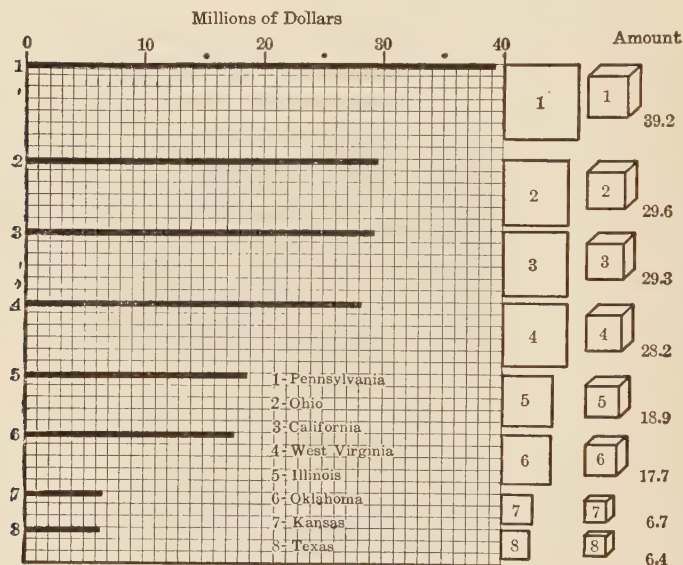 Millions of Dollars
0 10 20 30 40
Amount
1 1 1 39.2
2 2 2 29.6
3 3 3 29.3
4 4 4 28.2
5 5 5 18.9
6 6 6 17.7
7 7 7 6.7
8 8 8 6.4
1- Pennsylvania
2- Ohio
3- California
4- West Virginia
5- Illinois
6- Oklahoma
7- Kansas
8- Texas